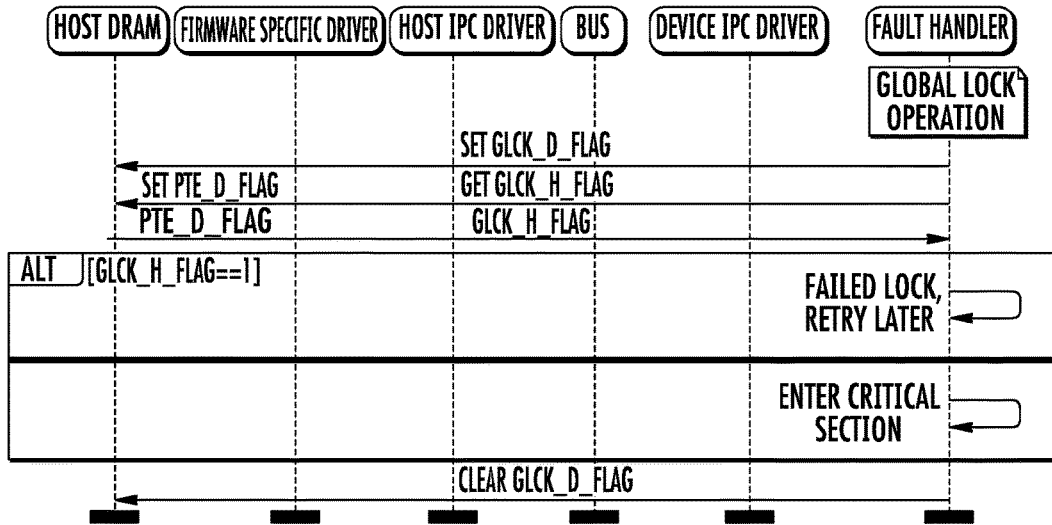 HOST DRAM FIRMWARE SPECIFIC DRIVER HOST IPC DRIVER BUS DEVICE IPC DRIVER FAULT HANDLER
GLOBAL LOCK
OPERATION
SET GLCK_D_FLAG
SET PTE_D_FLAG GET GLCK_H_FLAG
PTE_D_FLAG GLCK_H_FLAG
ALT [GLCK_H_FLAG==1]
FAILED LOCK,
RETRY LATER
ENTER CRITICAL
SECTION
CLEAR GLCK_D_FLAG